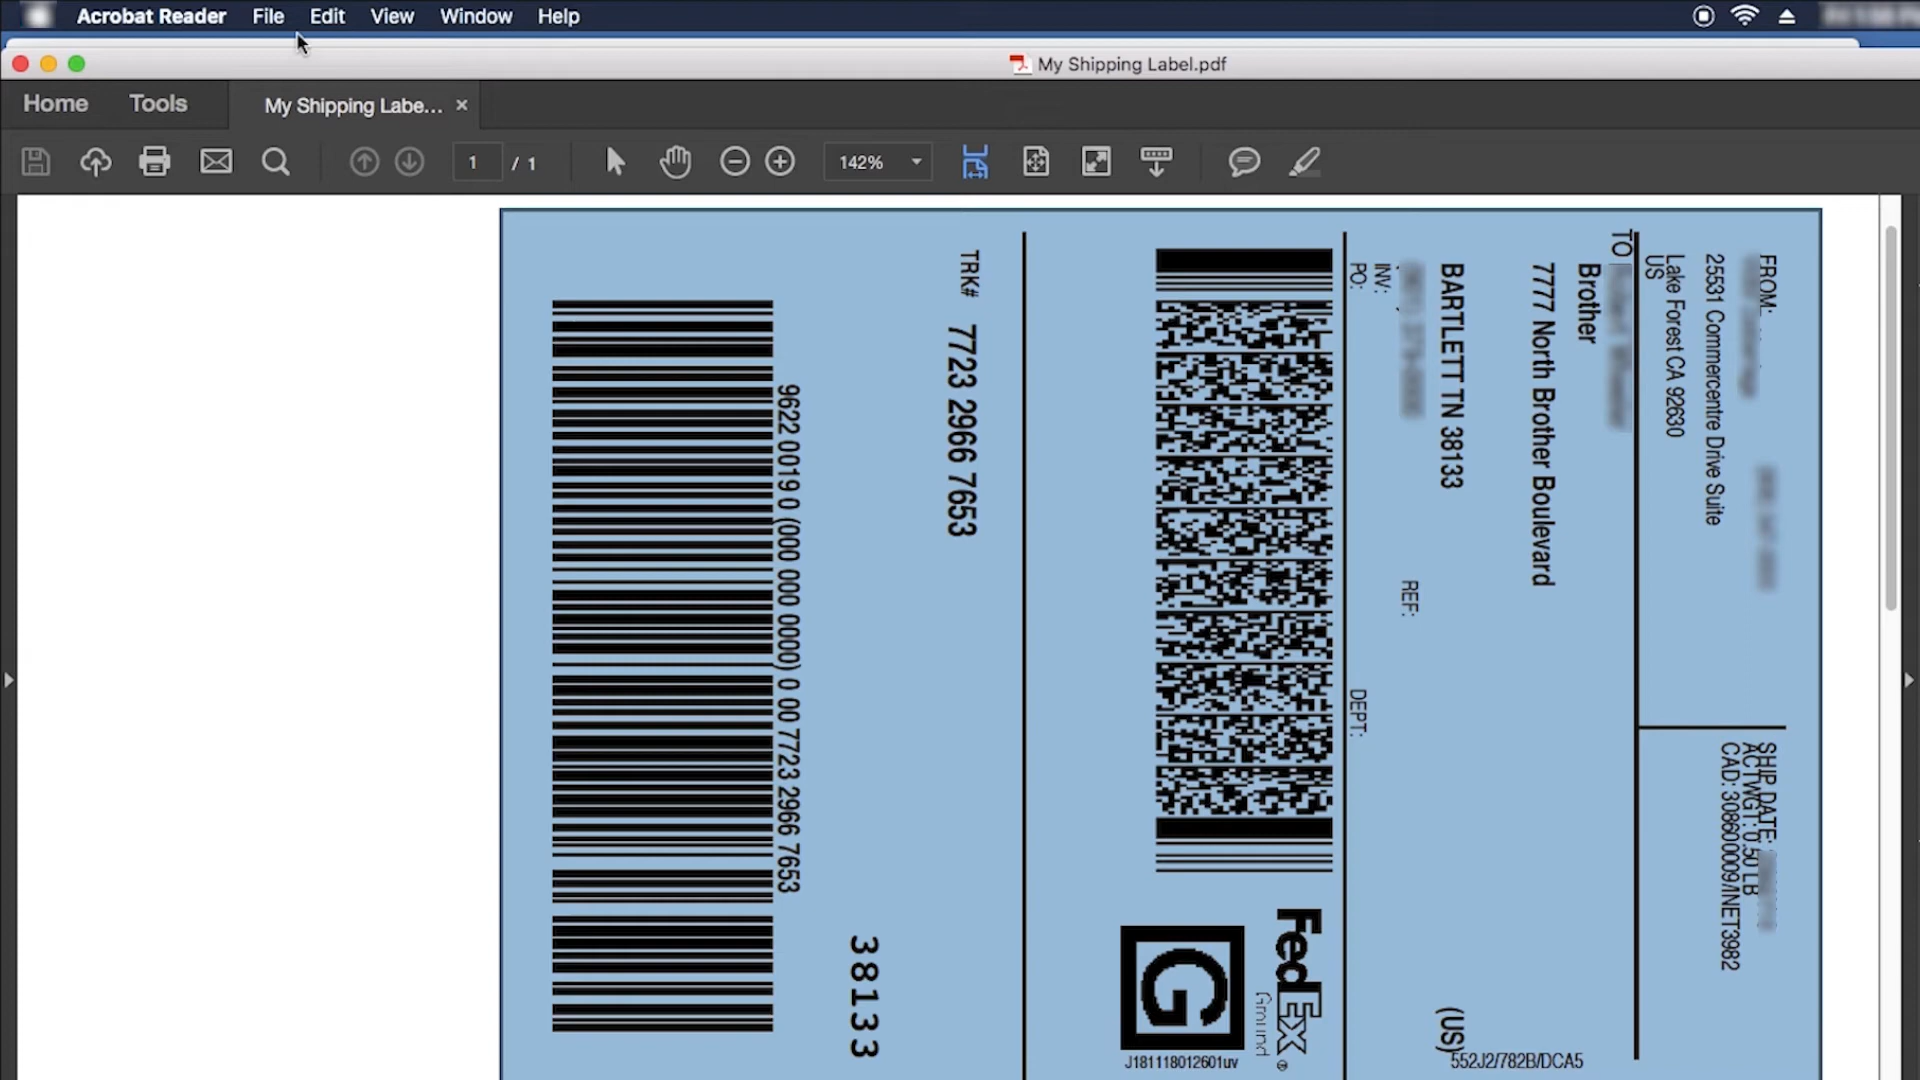 Acrobat Reader File Edit View Window Help
My Shipping Label.pdf
Home Tools My Shipping Labe... ×
1 / 1 142%
FROM:
25531 Commercentre Drive Suite
Lake Forest CA 92630
US
SHIP DATE:
ACTWGT: 0.50 LB
CAD: 308600009/INET3982
TO
Brother
7777 North Brother Boulevard
BARTLETT TN 38133
(US)
552J2/782B/DCA5
REF:
INV:
PO:
DEPT:
FedEx®
Ground
G
J181118012601uv
TRK# 7723 2966 7653
38133
9622 0019 0 (000 000 0000) 0 00 7723 2966 7653